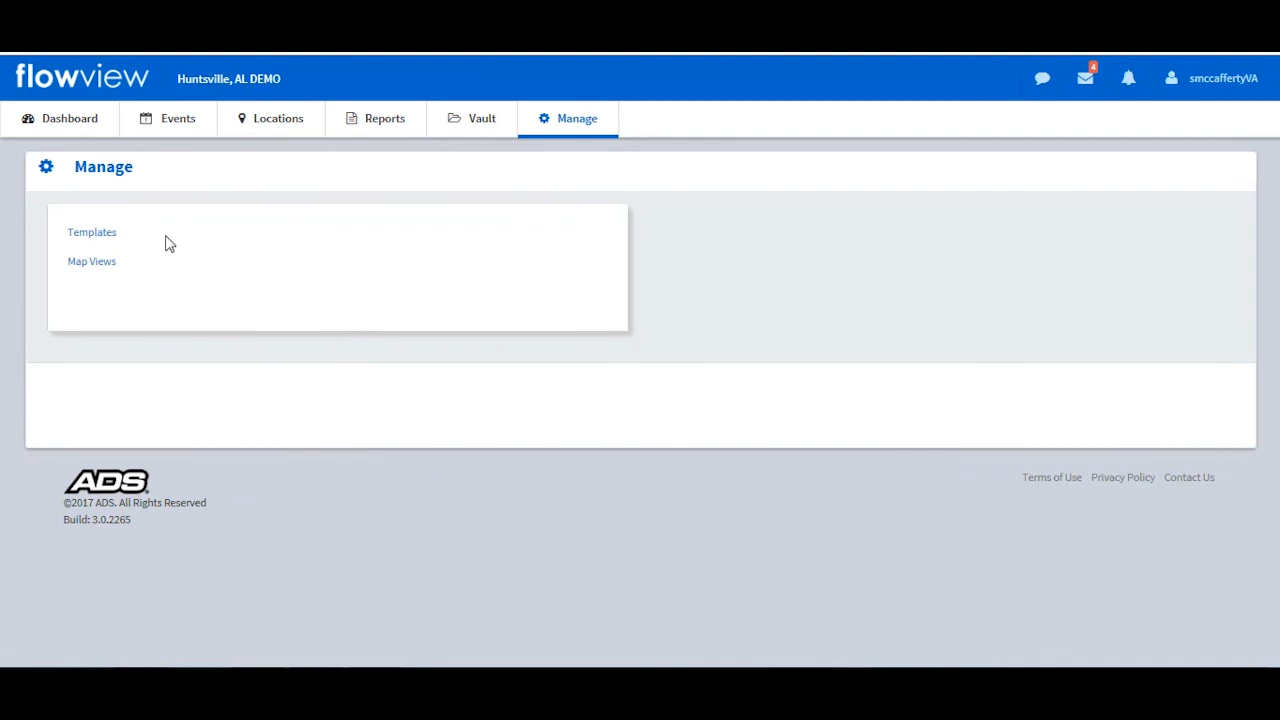 flowview Huntsville, AL DEMO 4 smccaffertyVA
Dashboard Events Locations Reports Vault Manage
Manage
Templates
Map Views
ADS
©2017 ADS. All Rights Reserved
Build: 3.0.2265
Terms of Use Privacy Policy Contact Us